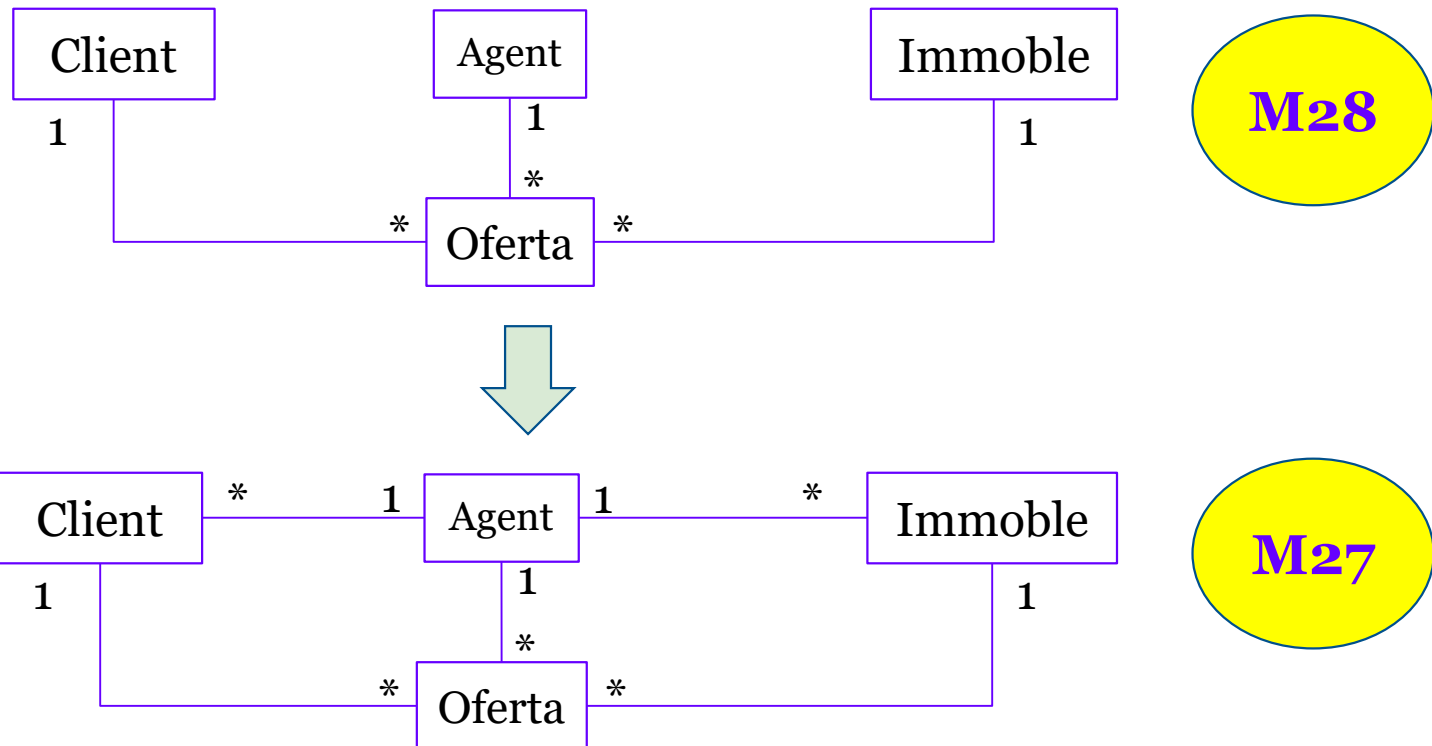 Client
Agent
Immoble
M28
1
1
1
*
*
*
Oferta
Client
*
1
Agent
1
*
Immoble
M27
1
1
1
*
*
*
Oferta